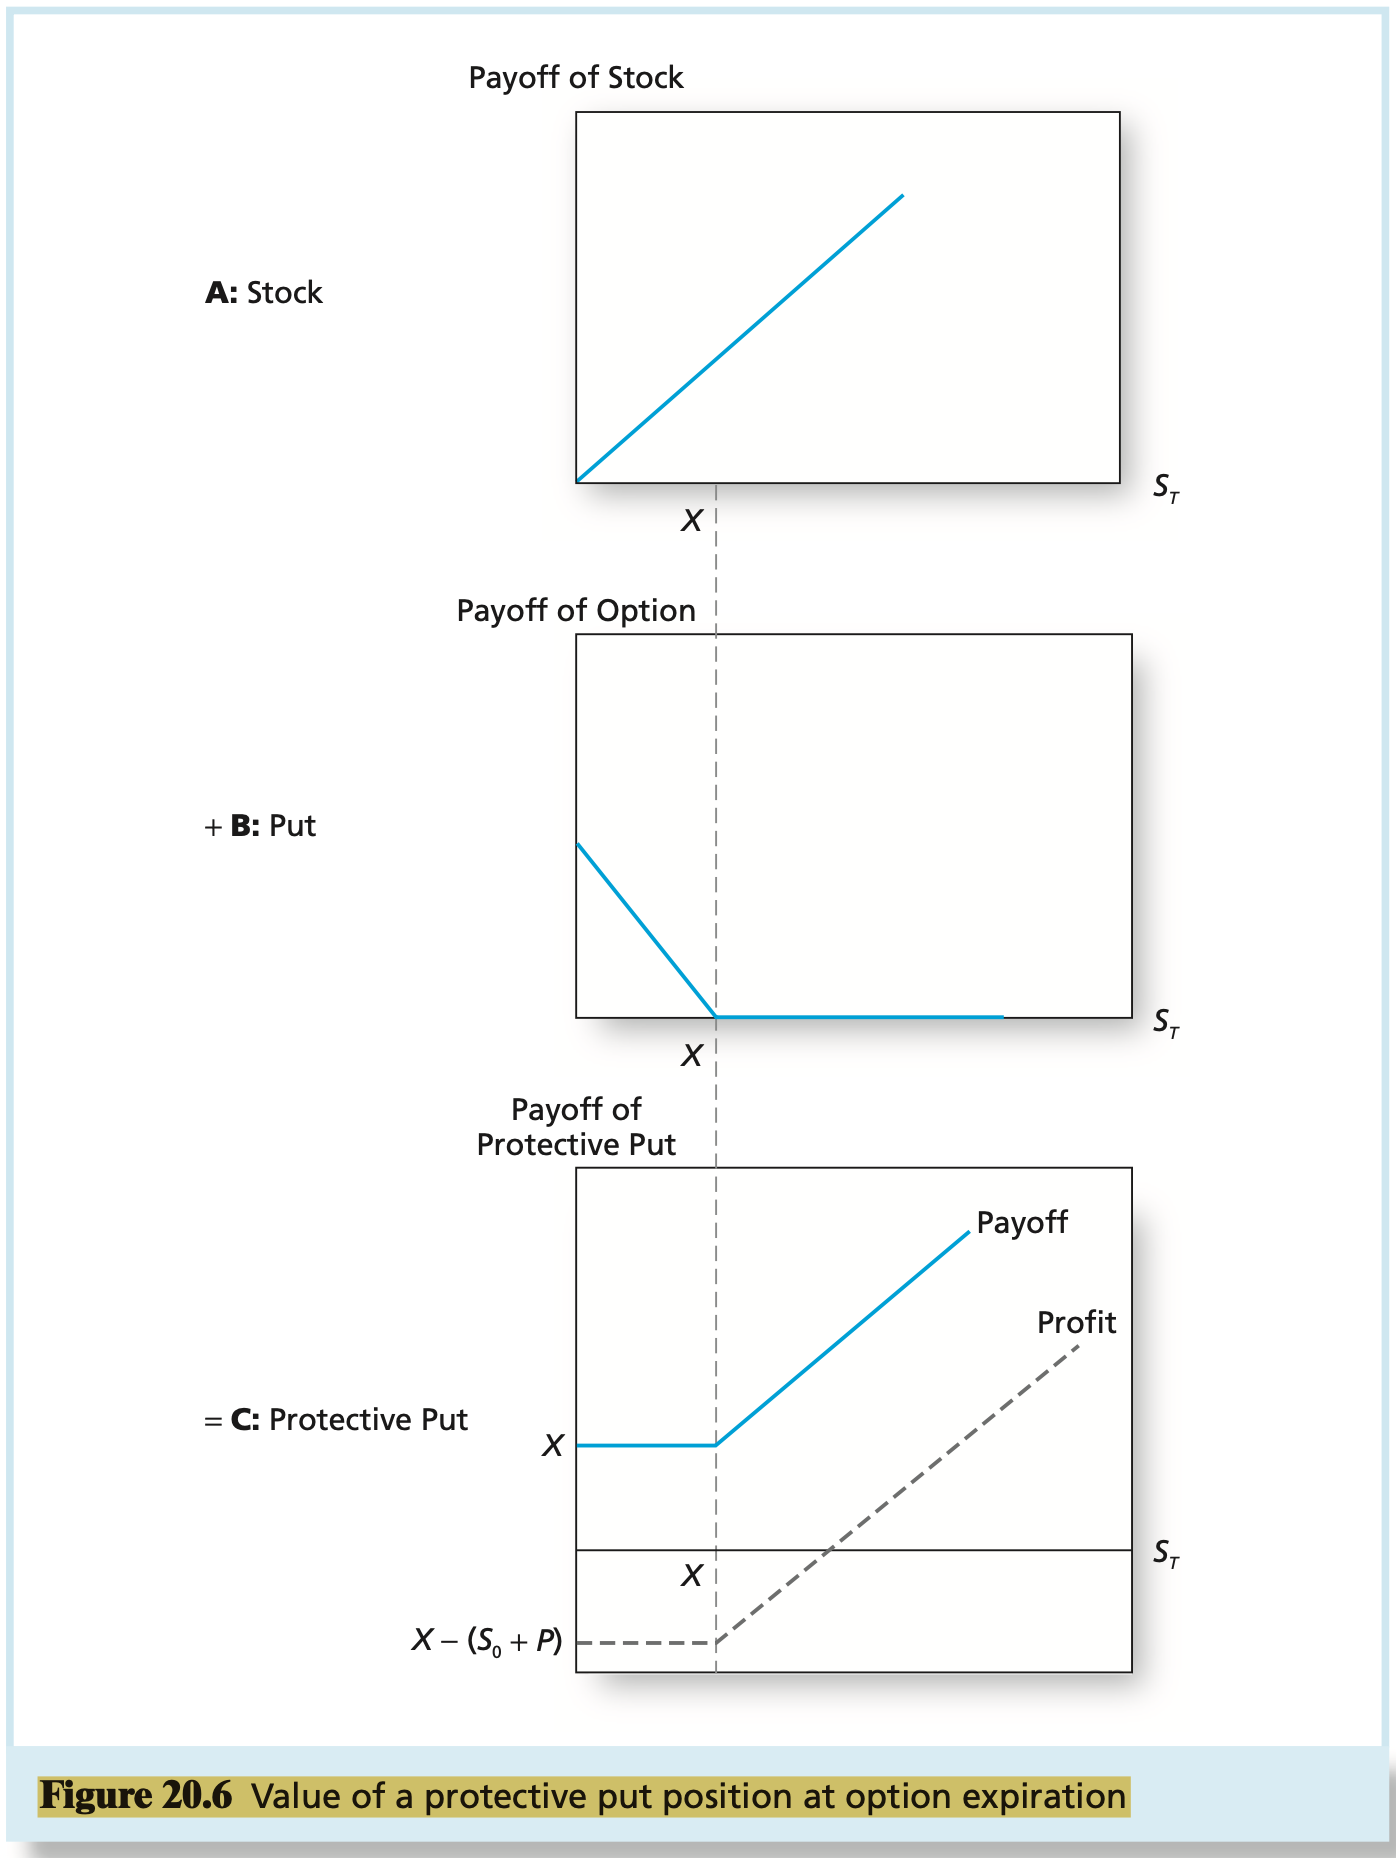 Payoff of Stock
A: Stock
S_T
X
Payoff of Option
+ B: Put
S_T
X
Payoff of
Protective Put
Payoff
Profit
= C: Protective Put
X
S_T
X
X – (S₀ + P)
Figure 20.6 Value of a protective put position at option expiration